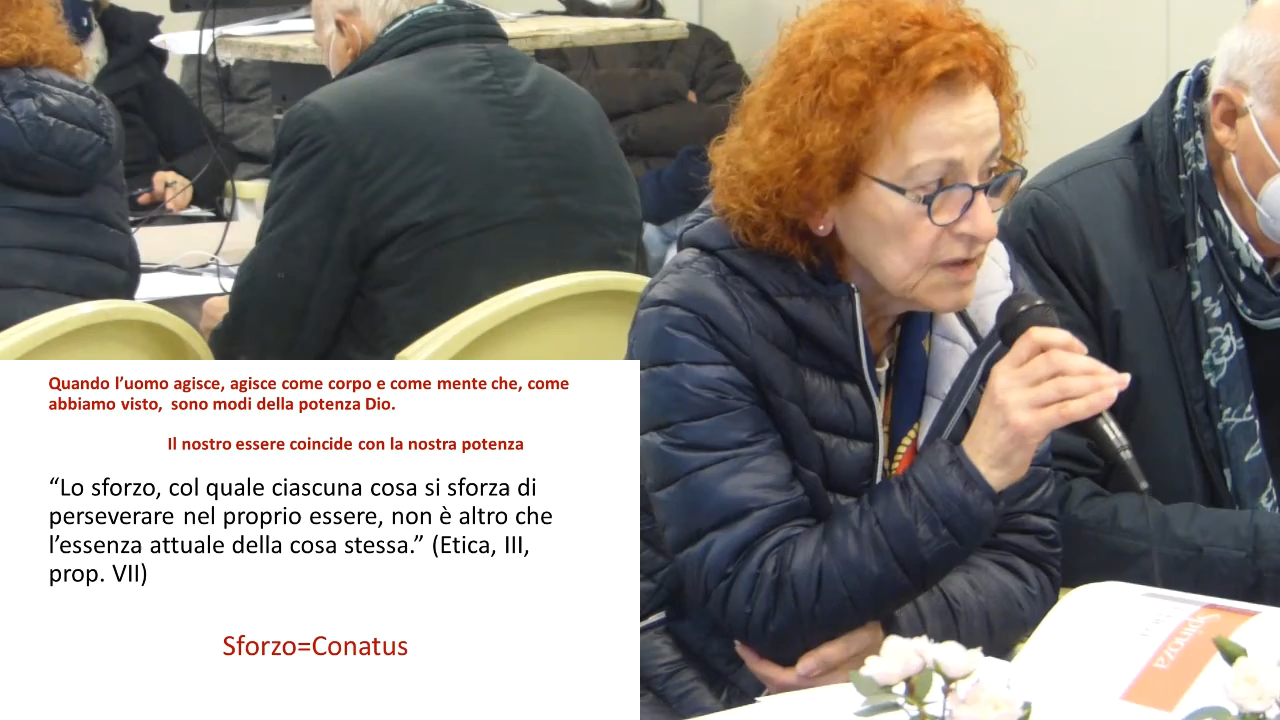 Quando l’uomo agisce, agisce come corpo e come mente che, come
abbiamo visto, sono modi della potenza Dio.
Il nostro essere coincide con la nostra potenza
“Lo sforzo, col quale ciascuna cosa si sforza di
perseverare nel proprio essere, non è altro che
l’essenza attuale della cosa stessa.” (Etica, III,
prop. VII)
Sforzo=Conatus
Spinoza